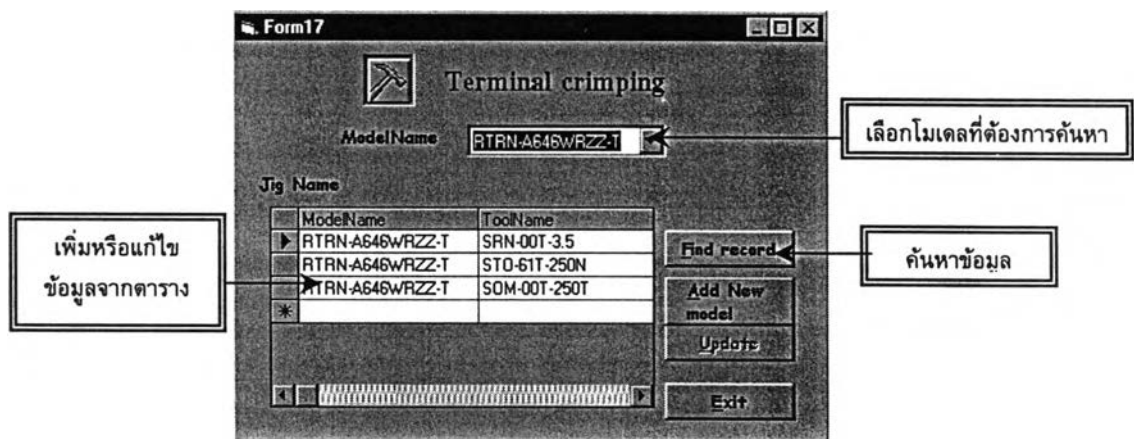 Form17
Terminal crimping
ModelName
RTRN-A646WRZZ-T
เลือกโมเดลที่ต้องการค้นหา
Jig Name
ModelName ToolName
RTRN-A646WRZZ-T SRN-00T-3.5
RTRN-A646WRZZ-T STO-61T-250N
RTRN-A646WRZZ-T SOM-00T-250T
เพิ่มหรือแก้ไข
ข้อมูลจากตาราง
Find record
ค้นหาข้อมูล
Add New
model
Update
Exit